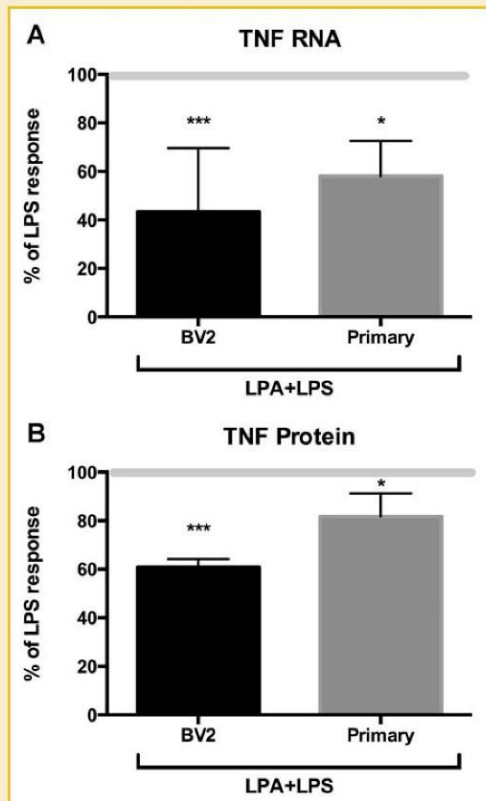 A
TNF RNA
% of LPS response
100
80
60
40
20
0
***
*
BV2
Primary
LPA+LPS
B
TNF Protein
% of LPS response
100
80
60
40
20
0
***
*
BV2
Primary
LPA+LPS